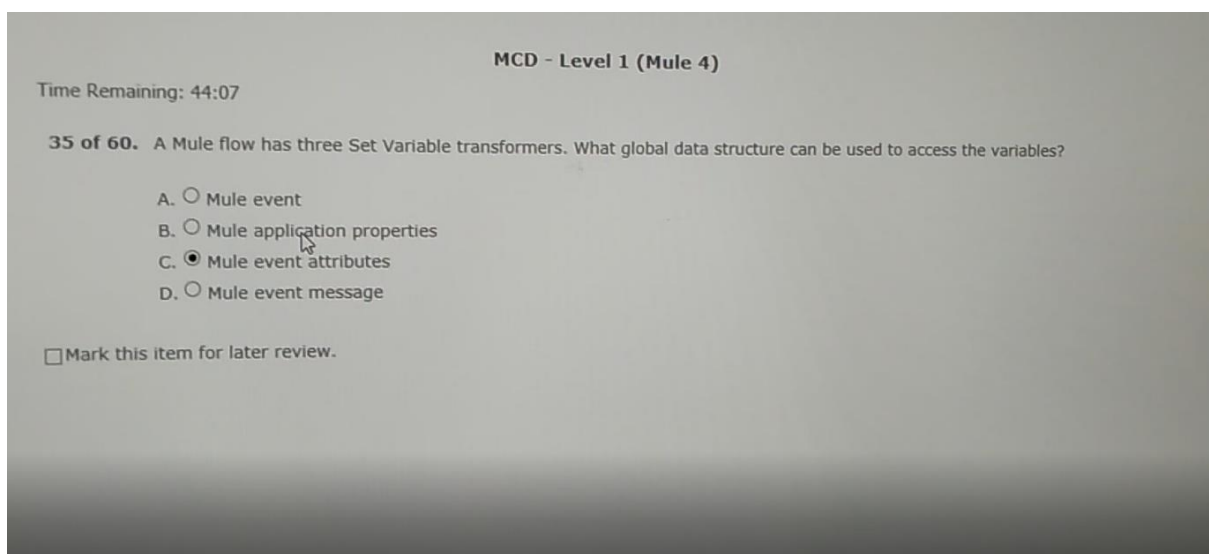 MCD - Level 1 (Mule 4)
Time Remaining: 44:07
35 of 60. A Mule flow has three Set Variable transformers. What global data structure can be used to access the variables?
A. Mule event
B. Mule application properties
C. Mule event attributes
D. Mule event message
Mark this item for later review.